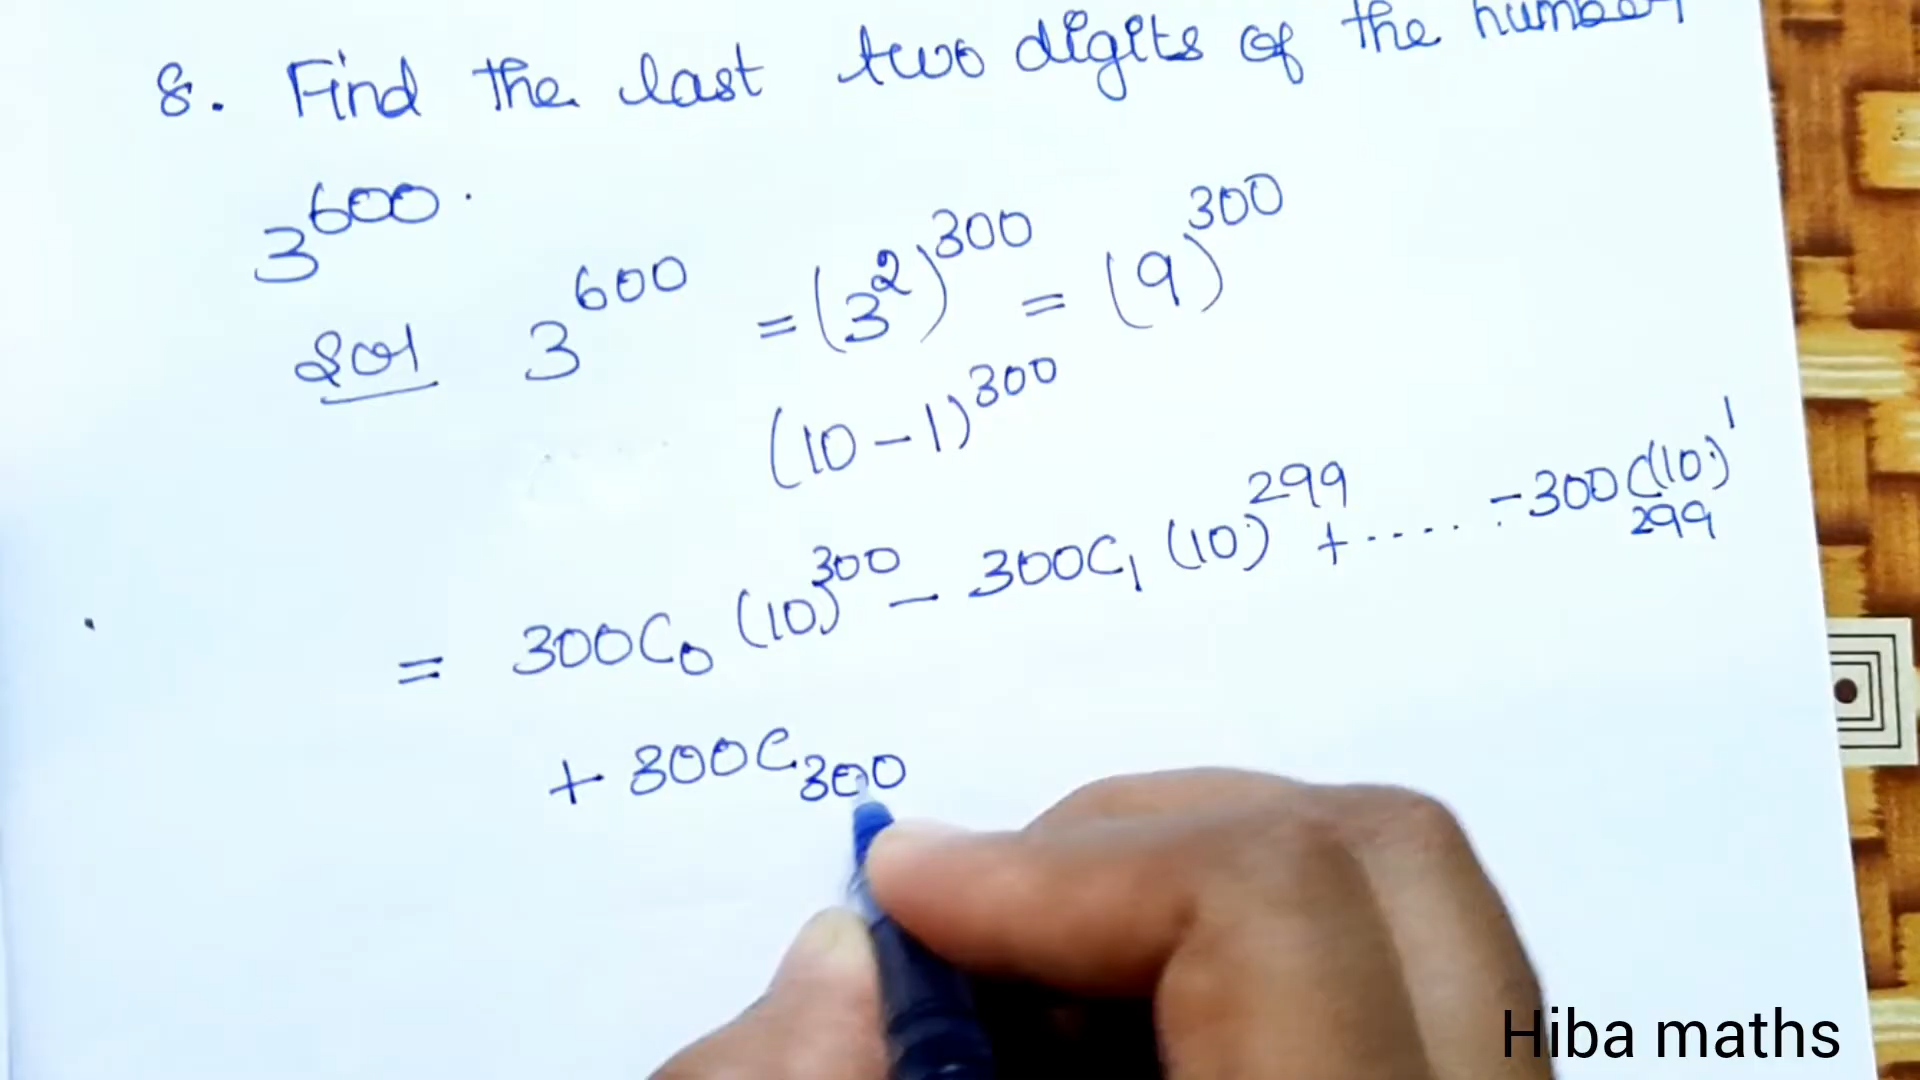 8. Find the last two digits of the number
3^600.
Sol 3^600 = (3^2)^300 = (9)^300
(10-1)^300
= 300C₀ (10)^300 - 300C₁ (10)^299 + ..... - 300C₂₉₉ (10)^1
+ 300C₃₀₀
Hiba maths